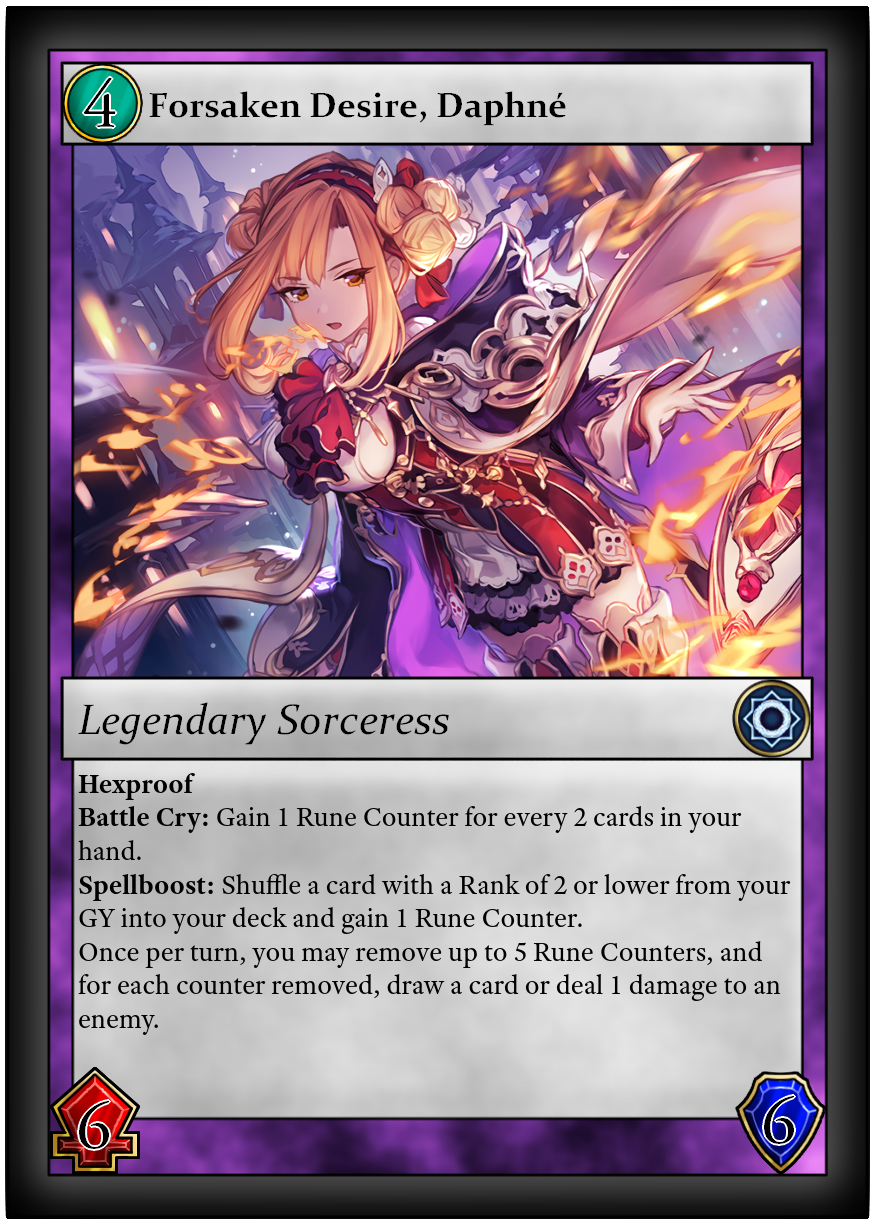 4 Forsaken Desire, Daphné
Legendary Sorceress
Hexproof
Battle Cry: Gain 1 Rune Counter for every 2 cards in your
hand.
Spellboost: Shuffle a card with a Rank of 2 or lower from your
GY into your deck and gain 1 Rune Counter.
Once per turn, you may remove up to 5 Rune Counters, and
for each counter removed, draw a card or deal 1 damage to an
enemy.
6
6